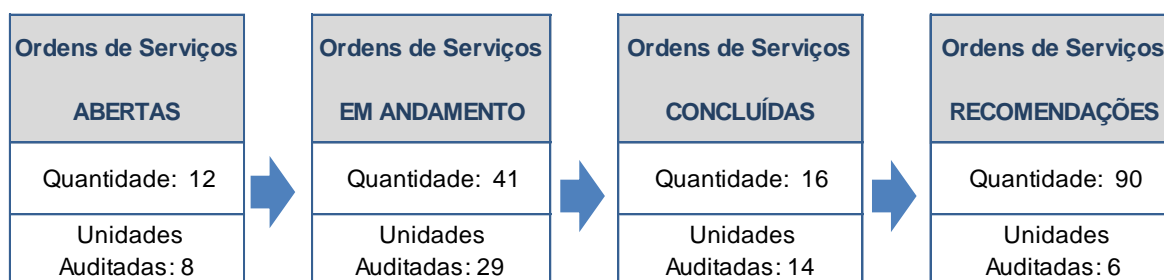 Ordens de Serviços
ABERTAS
Quantidade: 12
Unidades
Auditadas: 8
Ordens de Serviços
EM ANDAMENTO
Quantidade: 41
Unidades
Auditadas: 29
Ordens de Serviços
CONCLUÍDAS
Quantidade: 16
Unidades
Auditadas: 14
Ordens de Serviços
RECOMENDAÇÕES
Quantidade: 90
Unidades
Auditadas: 6